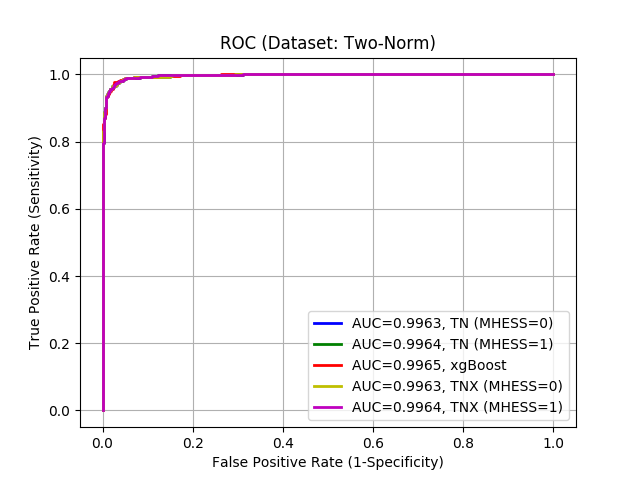 ROC (Dataset: Two-Norm)
True Positive Rate (Sensitivity)
1.0
0.8
0.6
0.4
0.2
0.0
AUC=0.9963, TN (MHESS=0)
AUC=0.9964, TN (MHESS=1)
AUC=0.9965, xgBoost
AUC=0.9963, TNX (MHESS=0)
AUC=0.9964, TNX (MHESS=1)
0.0 0.2 0.4 0.6 0.8 1.0
False Positive Rate (1-Specificity)